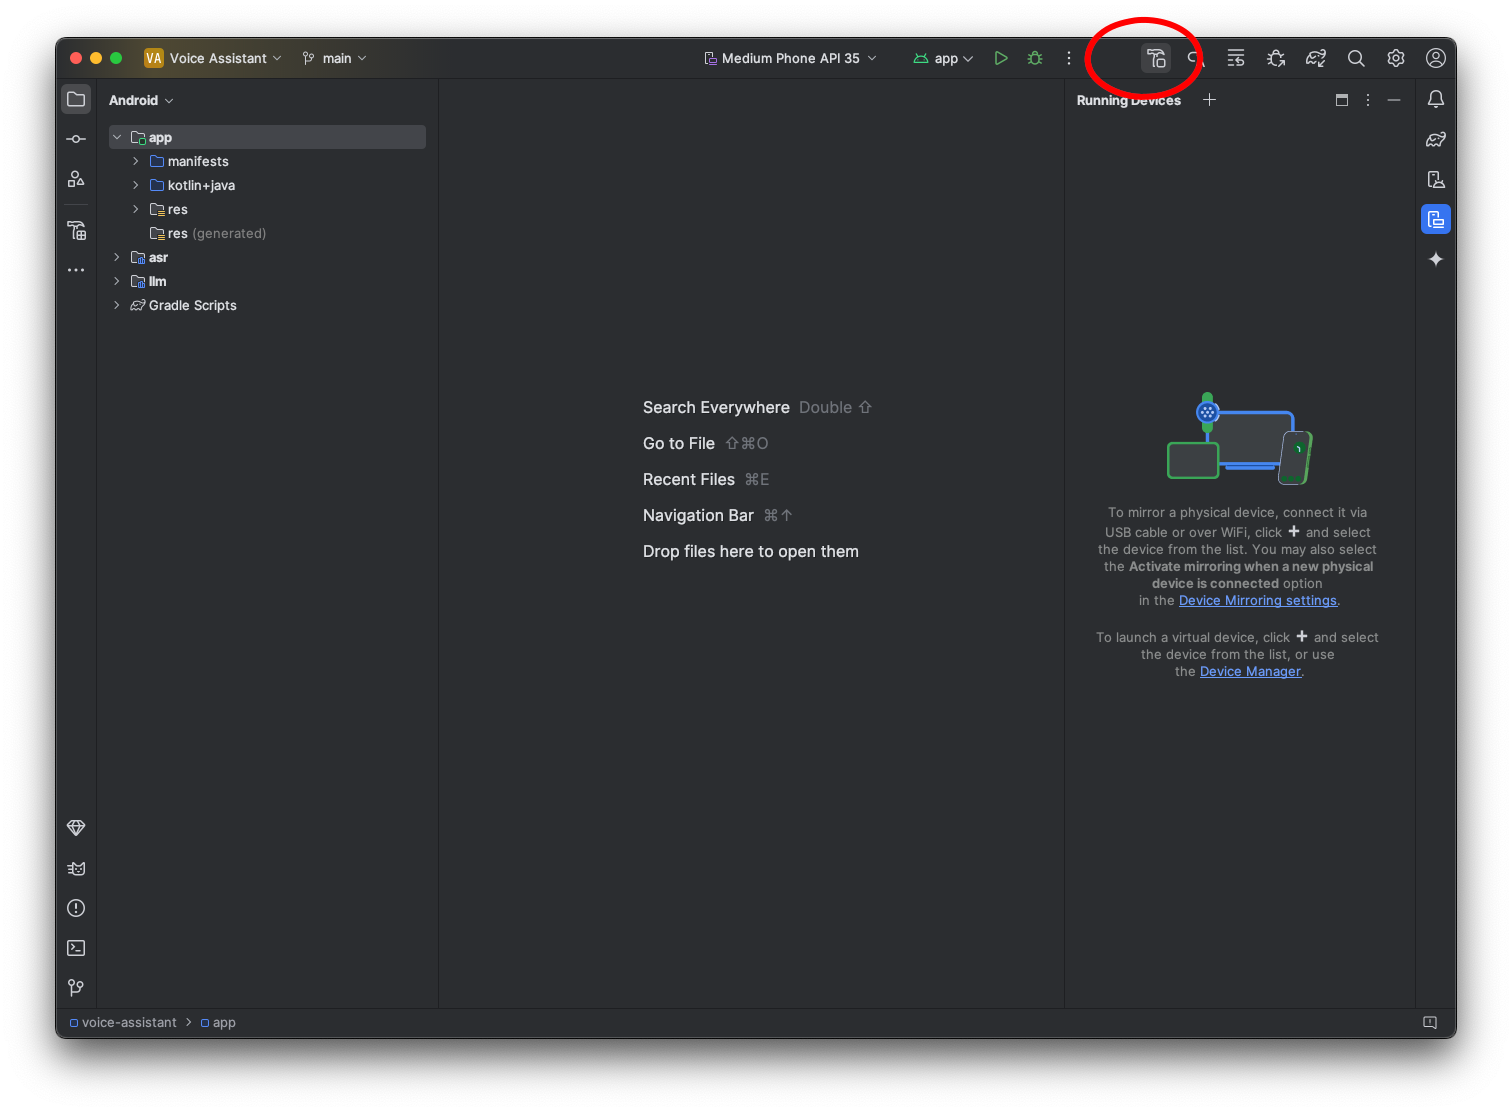 VA Voice Assistant
main
Medium Phone API 35
app
Android
Running Devices
app
manifests
kotlin+java
res
res (generated)
asr
llm
Gradle Scripts
Search Everywhere Double ⇧
Go to File ⇧⌘O
Recent Files ⌘E
Navigation Bar ⌘↑
Drop files here to open them
To mirror a physical device, connect it via
USB cable or over WiFi, click + and select
the device from the list. You may also select
the Activate mirroring when a new physical
device is connected option
in the Device Mirroring settings.
To launch a virtual device, click + and select
the device from the list, or use
the Device Manager.
voice-assistant > app